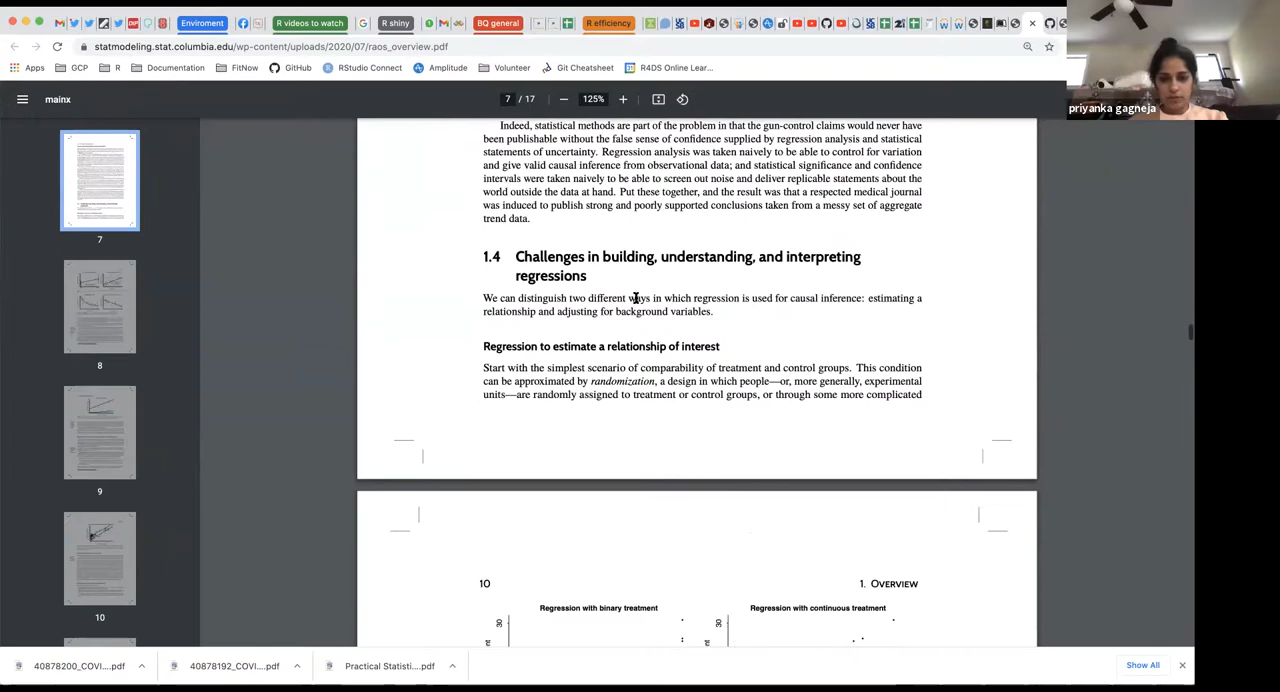 Enviroment
R videos to watch
R shiny
BQ general
R efficiency
statmodeling.stat.columbia.edu/wp-content/uploads/2020/07/raos_overview.pdf
Apps
GCP
R
Documentation
FitNow
GitHub
RStudio Connect
Amplitude
Volunteer
Git Cheatsheet
R4DS Online Lear...
priyanka gagneja
mainx
7 / 17
125%
7
8
9
10
Indeed, statistical methods are part of the problem in that the gun-control claims would never have
been publishable without the false sense of confidence supplied by regression analysis and statistical
statements of uncertainty. Regression analysis was taken naively to be able to control for variation
and give valid causal inference from observational data; and statistical significance and confidence
intervals were taken naively to be able to screen out noise and deliver replicable statements about the
world outside the data at hand. Put these together, and the result was that a respected medical journal
was induced to publish strong and poorly supported conclusions taken from a messy set of aggregate
trend data.
1.4 Challenges in building, understanding, and interpreting
regressions
We can distinguish two different ways in which regression is used for causal inference: estimating a
relationship and adjusting for background variables.
Regression to estimate a relationship of interest
Start with the simplest scenario of comparability of treatment and control groups. This condition
can be approximated by randomization, a design in which people—or, more generally, experimental
units—are randomly assigned to treatment or control groups, or through some more complicated
10
1. OVERVIEW
Regression with binary treatment
Regression with continuous treatment
30
30
40878200_COVI....pdf
40878192_COVI....pdf
Practical Statisti....pdf
Show All